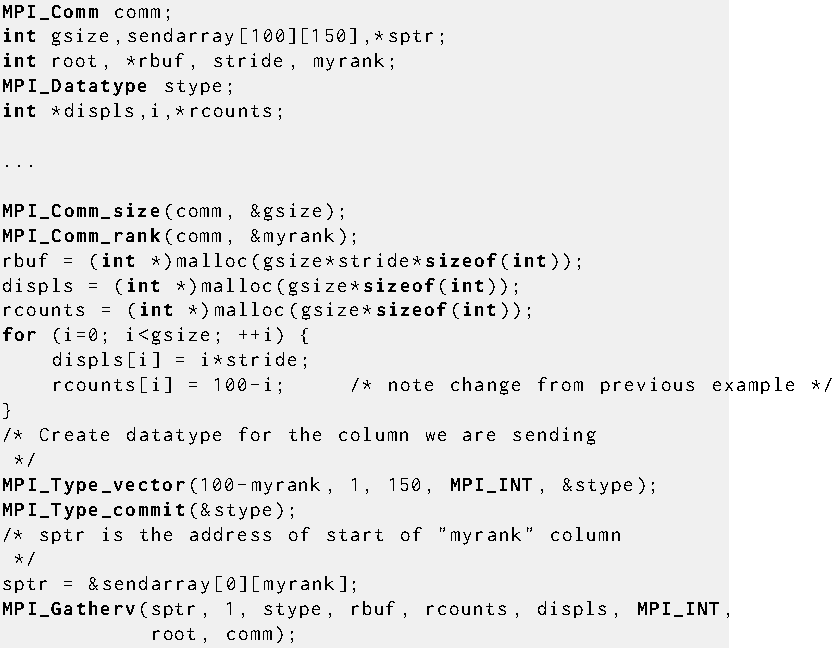 MPI_Comm comm;
int gsize,sendarray[100][150],*sptr;
int root, *rbuf, stride, myrank;
MPI_Datatype stype;
int *displs,i,*rcounts;

...

MPI_Comm_size(comm, &gsize);
MPI_Comm_rank(comm, &myrank);
rbuf = (int *)malloc(gsize*stride*sizeof(int));
displs = (int *)malloc(gsize*sizeof(int));
rcounts = (int *)malloc(gsize*sizeof(int));
for (i=0; i<gsize; ++i) {
    displs[i] = i*stride;
    rcounts[i] = 100-i;     /* note change from previous example */
}
/* Create datatype for the column we are sending
 */
MPI_Type_vector(100-myrank, 1, 150, MPI_INT, &stype);
MPI_Type_commit(&stype);
/* sptr is the address of start of "myrank" column
 */
sptr = &sendarray[0][myrank];
MPI_Gatherv(sptr, 1, stype, rbuf, rcounts, displs, MPI_INT,
            root, comm);